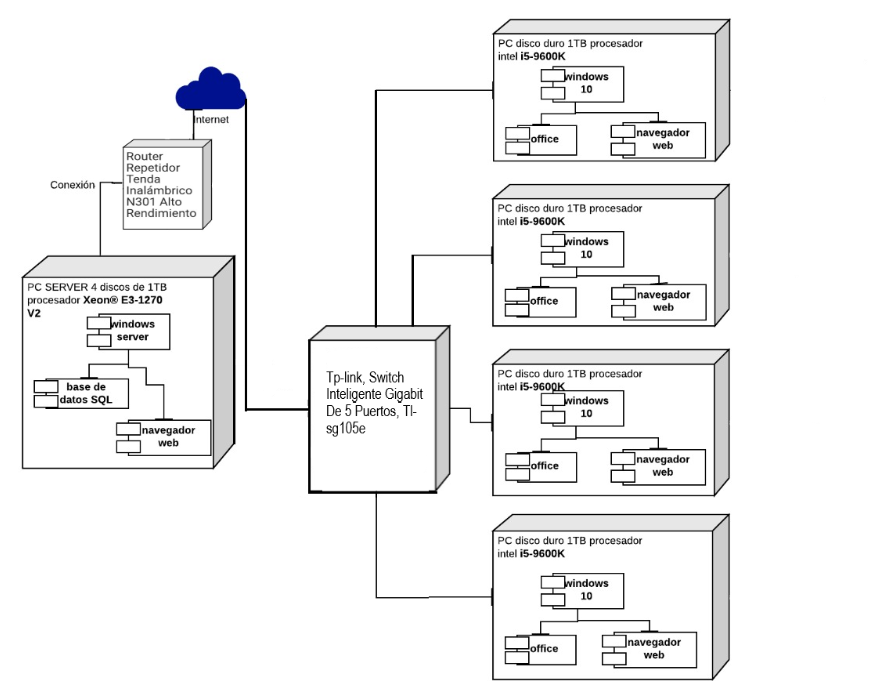 Internet
Router
Repetidor
Tenda
Inalámbrico
N301 Alto
Rendimiento
Conexión
PC SERVER 4 discos de 1TB
procesador Xeon® E3-1270
V2
windows
server
base de
datos SQL
navegador
web
Tp-link, Switch
Inteligente Gigabit
De 5 Puertos, Tl-
sg105e
PC disco duro 1TB procesador
intel i5-9600K
windows
10
office
navegador
web
PC disco duro 1TB procesador
intel i5-9600K
windows
10
office
navegador
web
PC disco duro 1TB procesador
intel i5-9600K
windows
10
office
navegador
web
PC disco duro 1TB procesador
intel i5-9600K
windows
10
office
navegador
web